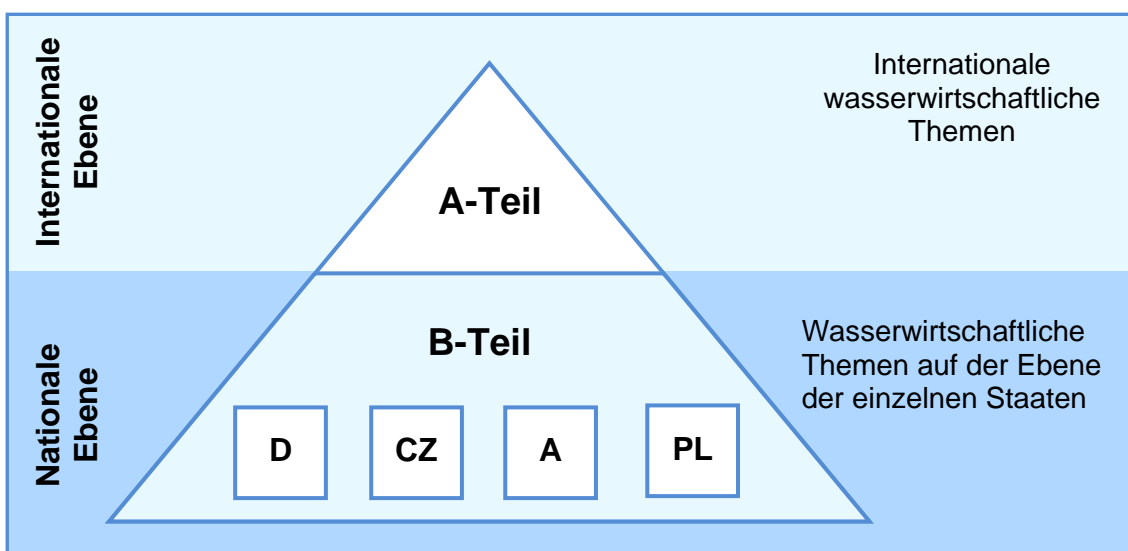 Internationale
Ebene
Internationale
wasserwirtschaftliche
Themen
A-Teil
Nationale
Ebene
B-Teil
Wasserwirtschaftliche
Themen auf der Ebene
der einzelnen Staaten
D
CZ
A
PL